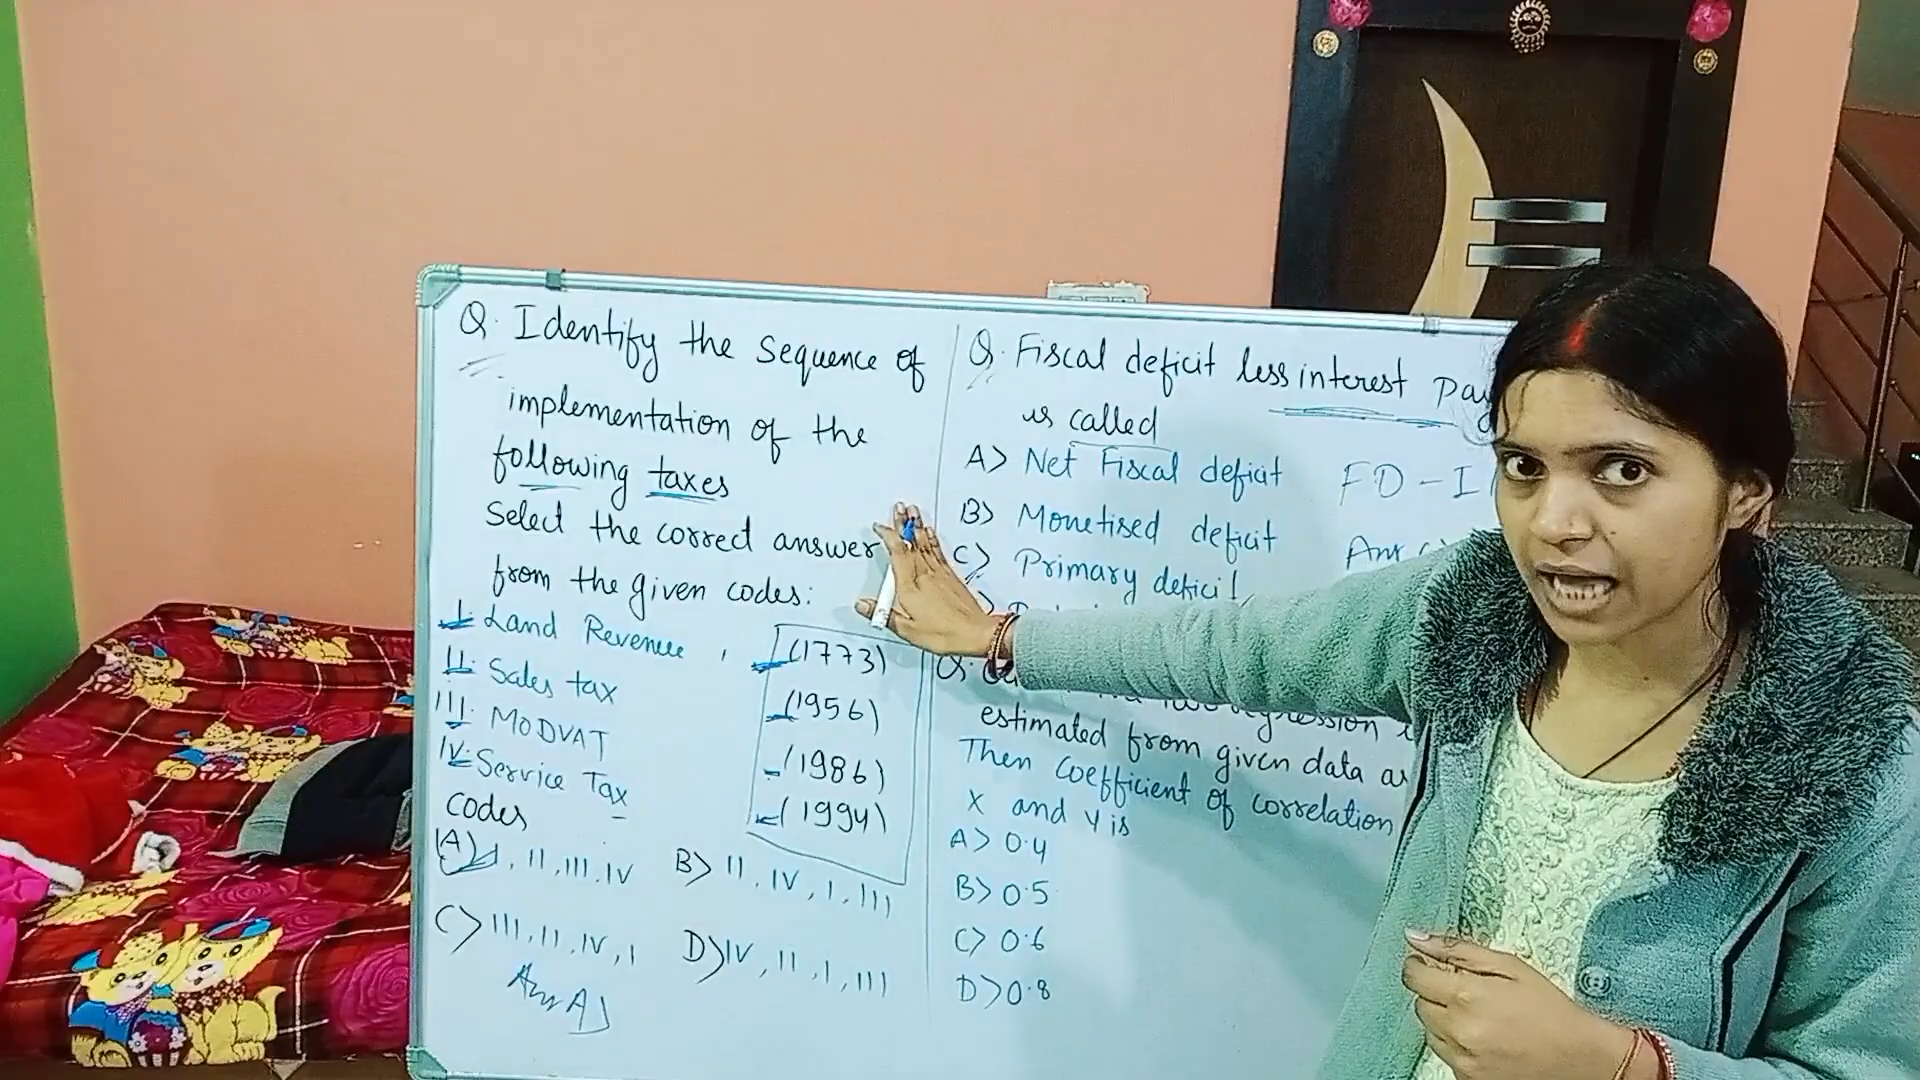 Q. Identify the sequence of
implementation of the
following taxes
Select the correct answer
from the given codes:
I. Land Revenue, (1773)
II. Sales tax (1956)
III. MODVAT (1986)
IV. Service Tax (1994)
Codes
A) I, II, III, IV B) II, IV, I, III
C) III, II, IV, I D) IV, II, I, III
Ans A)
Q. Fiscal deficit less interest
is called
A) Net Fiscal deficit FD - I
B) Monetised deficit Ans
C) Primary deficit
Q.
regression
estimated from given data
Then Coefficient of correlation
X and Y is
A) 0.4
B) 0.5
C) 0.6
D) 0.8